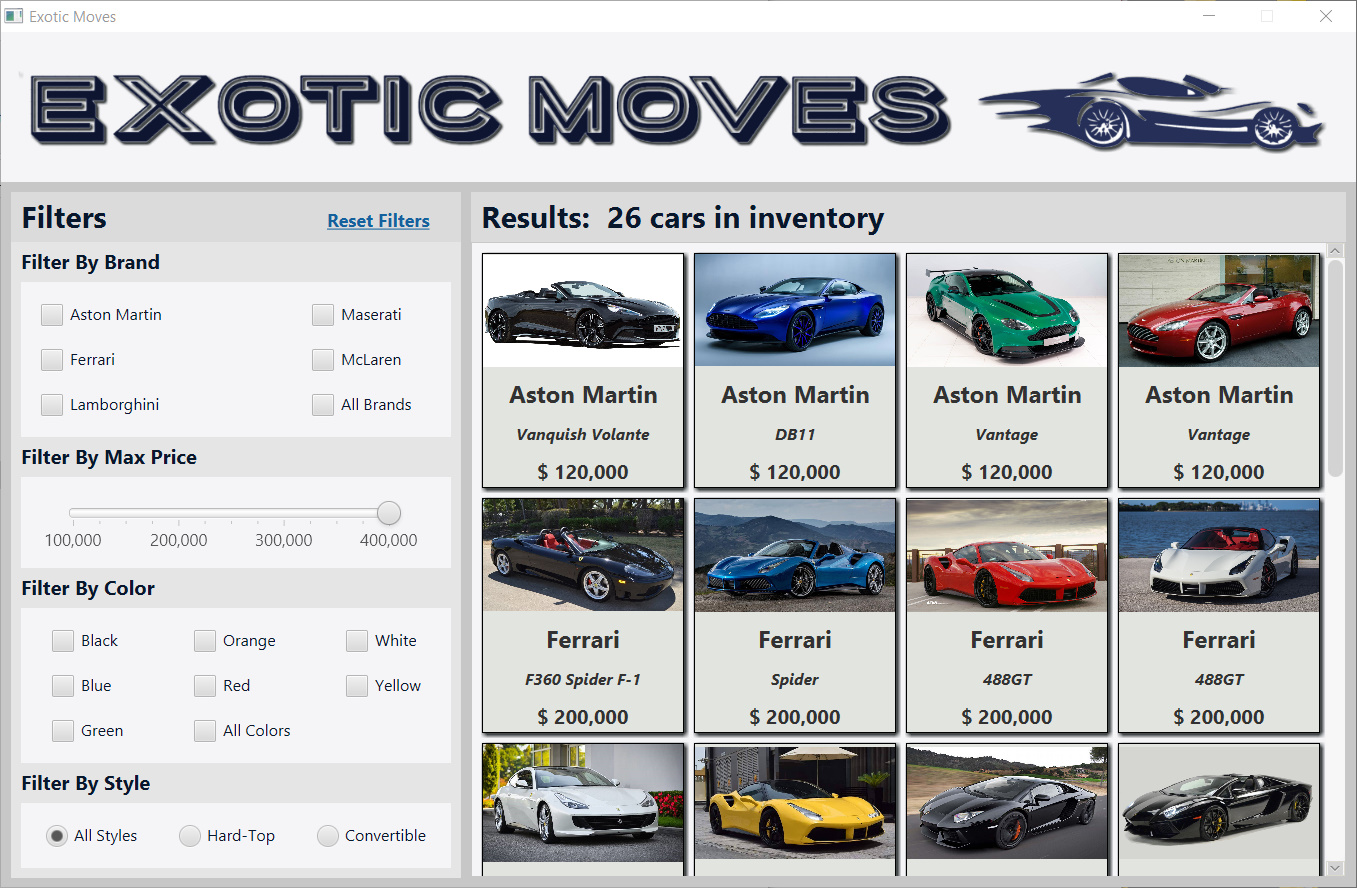 Exotic Moves
EXOTIC MOVES
Filters
Reset Filters
Filter By Brand
Aston Martin
Maserati
Ferrari
McLaren
Lamborghini
All Brands
Filter By Max Price
100,000 200,000 300,000 400,000
Filter By Color
Black Orange White
Blue Red Yellow
Green All Colors
Filter By Style
All Styles Hard-Top Convertible
Results: 26 cars in inventory
ASTON MARTIN
Aston Martin Aston Martin Aston Martin Aston Martin
Vanquish Volante DB11 Vantage Vantage
$ 120,000 $ 120,000 $ 120,000 $ 120,000
Ferrari Ferrari Ferrari Ferrari
F360 Spider F-1 Spider 488GT 488GT
$ 200,000 $ 200,000 $ 200,000 $ 200,000